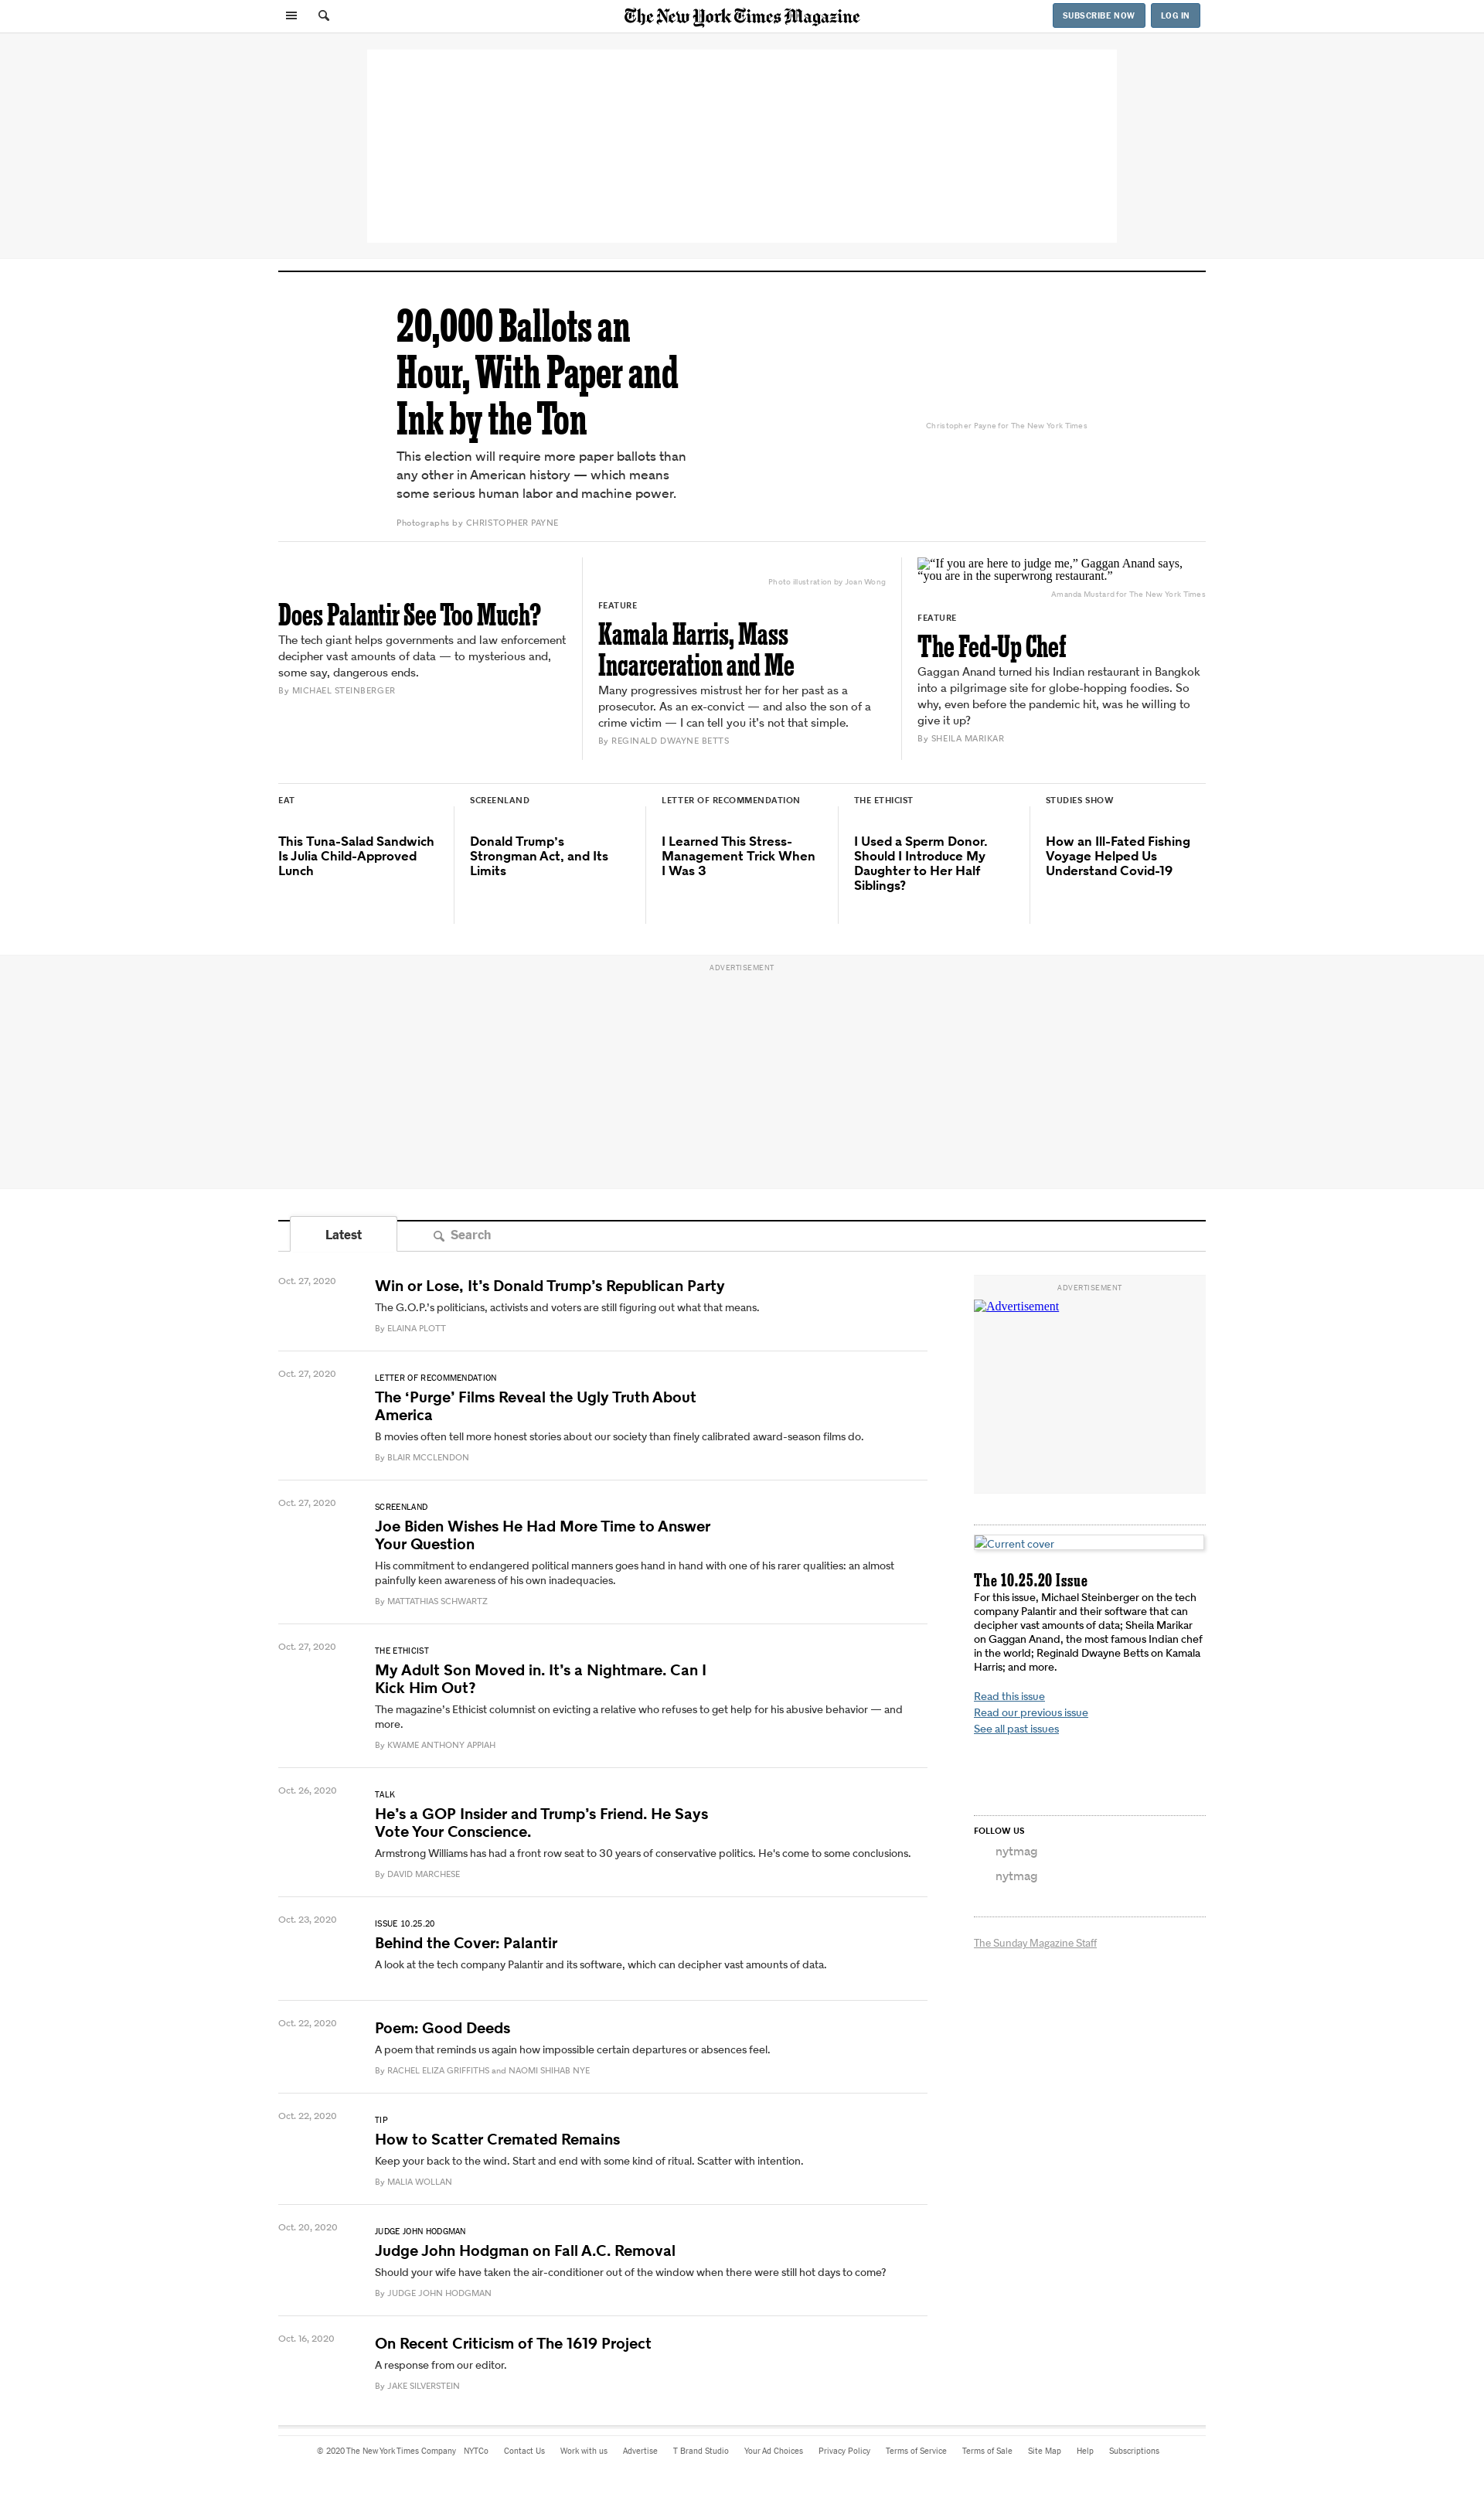 The New York Times Magazine
SUBSCRIBE NOW
LOG IN
20,000 Ballots an
Hour, With Paper and
Ink by the Ton
This election will require more paper ballots than
any other in American history — which means
some serious human labor and machine power.
Photographs by CHRISTOPHER PAYNE
Christopher Payne for The New York Times
Does Palantir See Too Much?
The tech giant helps governments and law enforcement
decipher vast amounts of data — to mysterious and,
some say, dangerous ends.
By MICHAEL STEINBERGER
Photo illustration by Joan Wong
FEATURE
Kamala Harris, Mass
Incarceration and Me
Many progressives mistrust her for her past as a
prosecutor. As an ex-convict — and also the son of a
crime victim — I can tell you it’s not that simple.
By REGINALD DWAYNE BETTS
“If you are here to judge me,” Gaggan Anand says,
“you are in the superwrong restaurant.”
Amanda Mustard for The New York Times
FEATURE
The Fed-Up Chef
Gaggan Anand turned his Indian restaurant in Bangkok
into a pilgrimage site for globe-hopping foodies. So
why, even before the pandemic hit, was he willing to
give it up?
By SHEILA MARIKAR
EAT
This Tuna-Salad Sandwich
Is Julia Child-Approved
Lunch
SCREENLAND
Donald Trump’s
Strongman Act, and Its
Limits
LETTER OF RECOMMENDATION
I Learned This Stress-
Management Trick When
I Was 3
THE ETHICIST
I Used a Sperm Donor.
Should I Introduce My
Daughter to Her Half
Siblings?
STUDIES SHOW
How an Ill-Fated Fishing
Voyage Helped Us
Understand Covid-19
ADVERTISEMENT
Latest
Search
Oct. 27, 2020
Win or Lose, It’s Donald Trump’s Republican Party
The G.O.P.’s politicians, activists and voters are still figuring out what that means.
By ELAINA PLOTT
Oct. 27, 2020
LETTER OF RECOMMENDATION
The ‘Purge’ Films Reveal the Ugly Truth About
America
B movies often tell more honest stories about our society than finely calibrated award-season films do.
By BLAIR MCCLENDON
Oct. 27, 2020
SCREENLAND
Joe Biden Wishes He Had More Time to Answer
Your Question
His commitment to endangered political manners goes hand in hand with one of his rarer qualities: an almost
painfully keen awareness of his own inadequacies.
By MATTATHIAS SCHWARTZ
Oct. 27, 2020
THE ETHICIST
My Adult Son Moved in. It’s a Nightmare. Can I
Kick Him Out?
The magazine’s Ethicist columnist on evicting a relative who refuses to get help for his abusive behavior — and
more.
By KWAME ANTHONY APPIAH
Oct. 26, 2020
TALK
He’s a GOP Insider and Trump’s Friend. He Says
Vote Your Conscience.
Armstrong Williams has had a front row seat to 30 years of conservative politics. He's come to some conclusions.
By DAVID MARCHESE
Oct. 23, 2020
ISSUE 10.25.20
Behind the Cover: Palantir
A look at the tech company Palantir and its software, which can decipher vast amounts of data.
Oct. 22, 2020
Poem: Good Deeds
A poem that reminds us again how impossible certain departures or absences feel.
By RACHEL ELIZA GRIFFITHS and NAOMI SHIHAB NYE
Oct. 22, 2020
TIP
How to Scatter Cremated Remains
Keep your back to the wind. Start and end with some kind of ritual. Scatter with intention.
By MALIA WOLLAN
Oct. 20, 2020
JUDGE JOHN HODGMAN
Judge John Hodgman on Fall A.C. Removal
Should your wife have taken the air-conditioner out of the window when there were still hot days to come?
By JUDGE JOHN HODGMAN
Oct. 16, 2020
On Recent Criticism of The 1619 Project
A response from our editor.
By JAKE SILVERSTEIN
ADVERTISEMENT
Advertisement
Current cover
The 10.25.20 Issue
For this issue, Michael Steinberger on the tech
company Palantir and their software that can
decipher vast amounts of data; Sheila Marikar
on Gaggan Anand, the most famous Indian chef
in the world; Reginald Dwayne Betts on Kamala
Harris; and more.
Read this issue
Read our previous issue
See all past issues
FOLLOW US
nytmag
nytmag
The Sunday Magazine Staff
© 2020 The New York Times Company NYTCo Contact Us Work with us Advertise T Brand Studio Your Ad Choices Privacy Policy Terms of Service Terms of Sale Site Map Help Subscriptions